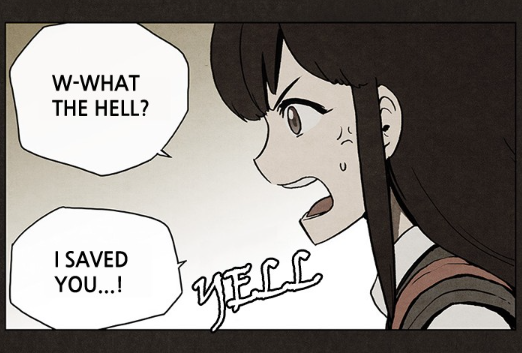 W-WHAT
THE HELL?
I SAVED
YOU...!
YELL